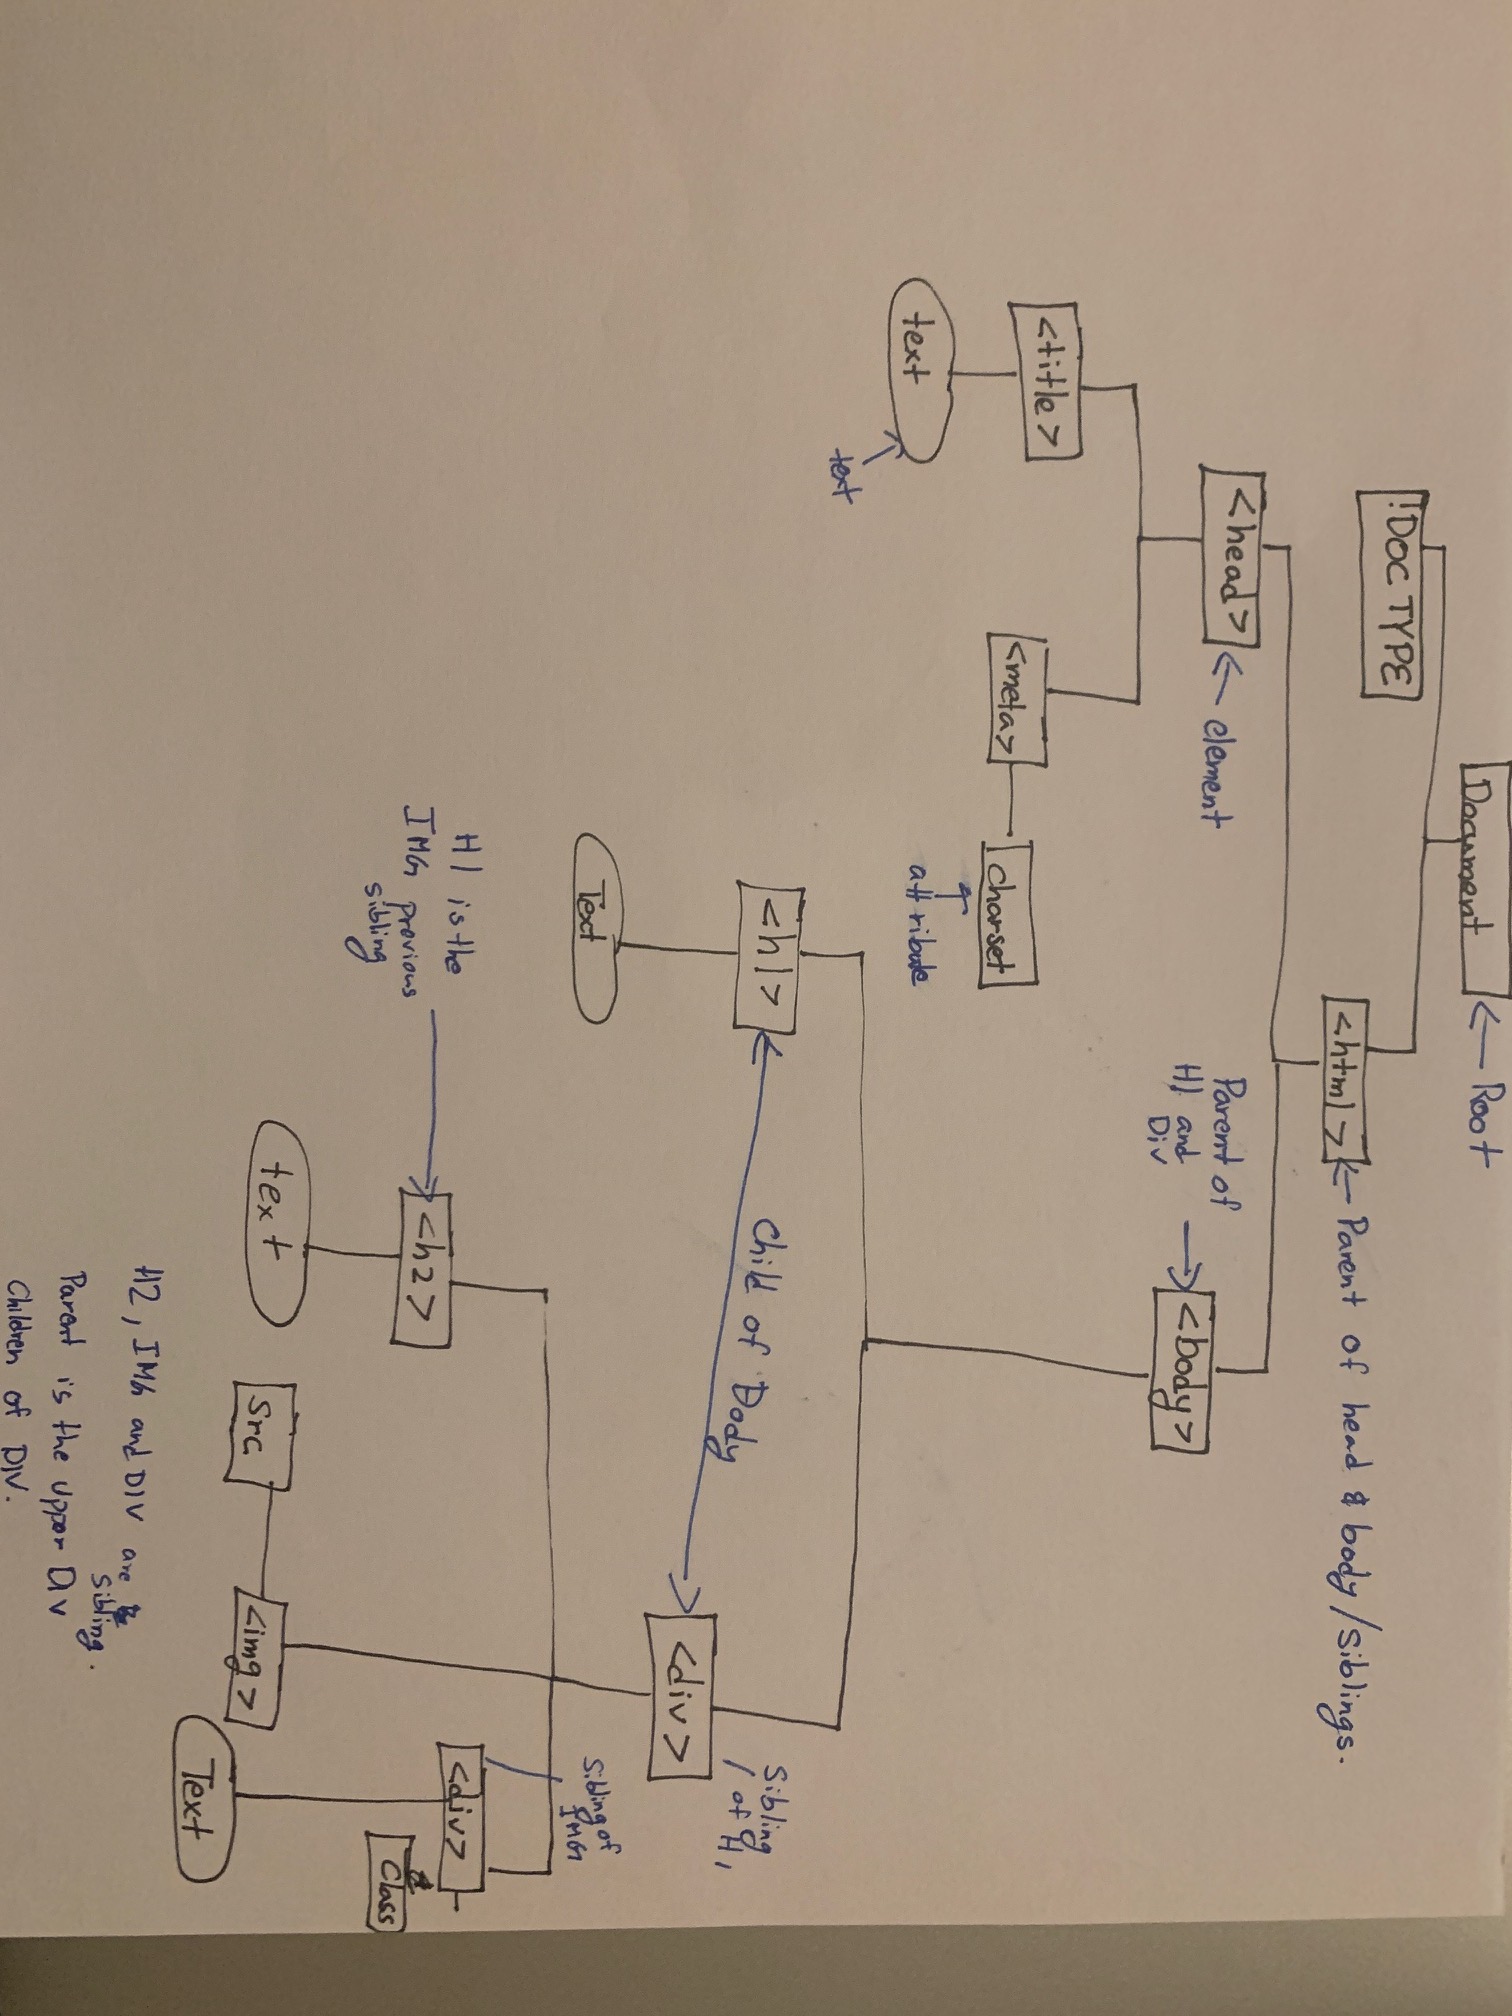 Document ← Root
!DOCTYPE
<html> ← Parent of head & body/siblings.
<head> ← element
Parent of
H1 and
Div
<body>
<title>
<meta>
charset
attribute
text
text
<h1>
Child of Body
<div>
Sibling
of H1
Text
H1 is the
IMG previous
sibling
<h2>
Sibling of
IMG
<div>
Class
text
Src
<img>
Text
H2, IMG and DIV are
sibling.
Parent is the upper Div
Children of DIV.